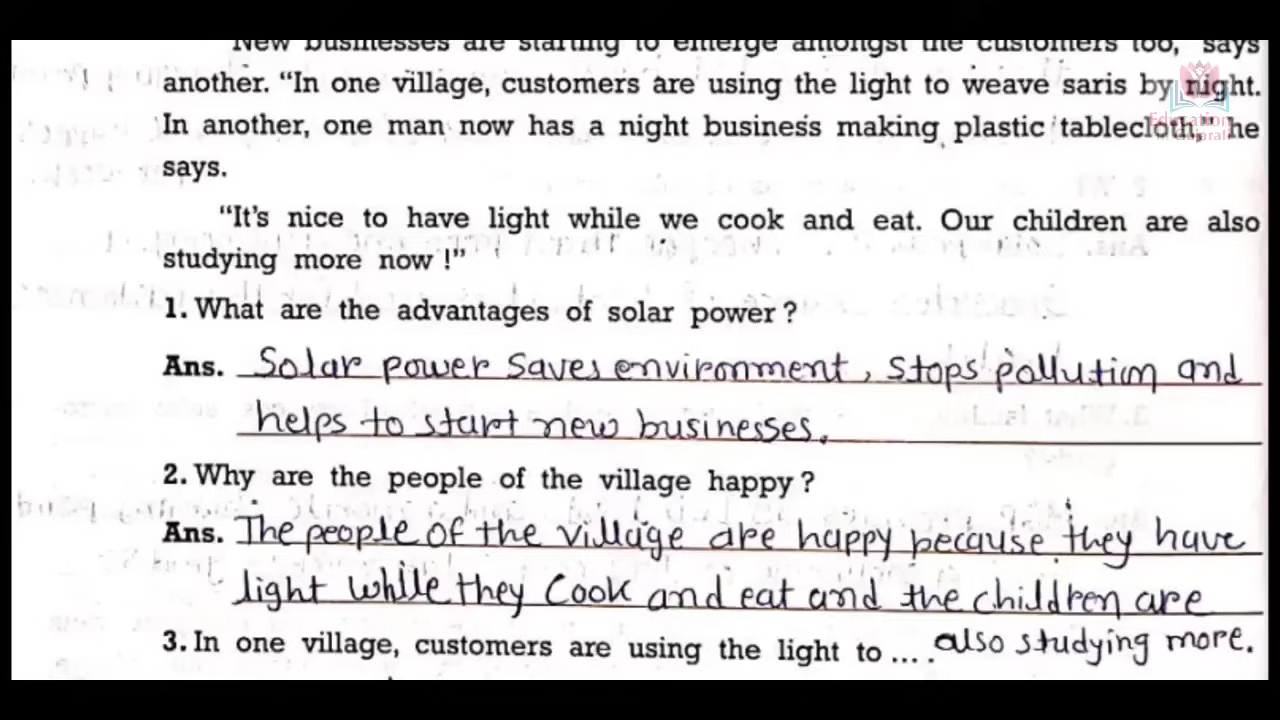 New businesses are starting to emerge amongst the customers too," says
another. "In one village, customers are using the light to weave saris by night.
In another, one man now has a night business making plastic tablecloth, he
says.
"It's nice to have light while we cook and eat. Our children are also
studying more now !"
1. What are the advantages of solar power ?
Ans. Solar power saves environment, stops pollution and
helps to start new businesses.
2. Why are the people of the village happy ?
Ans. The people of the village are happy because they have
light while they cook and eat and the children are
also studying more.
3. In one village, customers are using the light to ....
Education